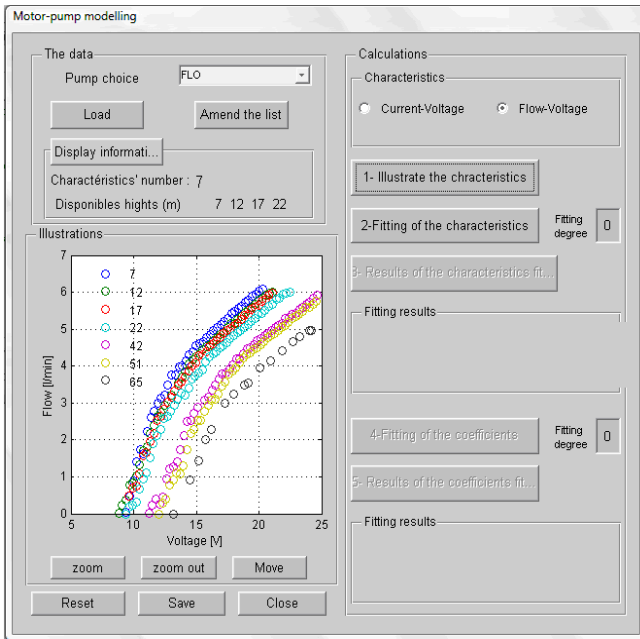 Motor-pump modelling
The data
Pump choice
FLO
Load
Amend the list
Display informati...
Charactéristics' number : 7
Disponibles hights (m) 7 12 17 22
Illustrations
7
6
5
4
3
2
1
0
Flow [l/min]
7
12
17
22
42
51
65
5 10 15 20 25
Voltage [V]
zoom
zoom out
Move
Reset
Save
Close
Calculations
Characteristics
Current-Voltage
Flow-Voltage
1- Illustrate the chracteristics
2-Fitting of the characteristics
Fitting
degree
0
3- Results of the characteristics fit...
Fitting results
4-Fitting of the coefficients
Fitting
degree
0
5- Results of the coefficients fit...
Fitting results